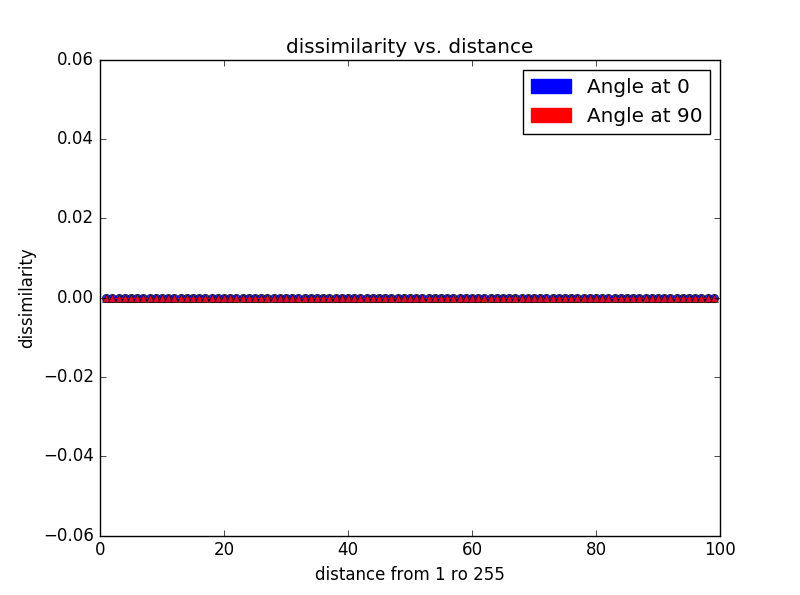 dissimilarity vs. distance
Angle at 0
Angle at 90
0.06
0.04
0.02
0.00
−0.02
−0.04
−0.06
dissimilarity
0 20 40 60 80 100
distance from 1 ro 255